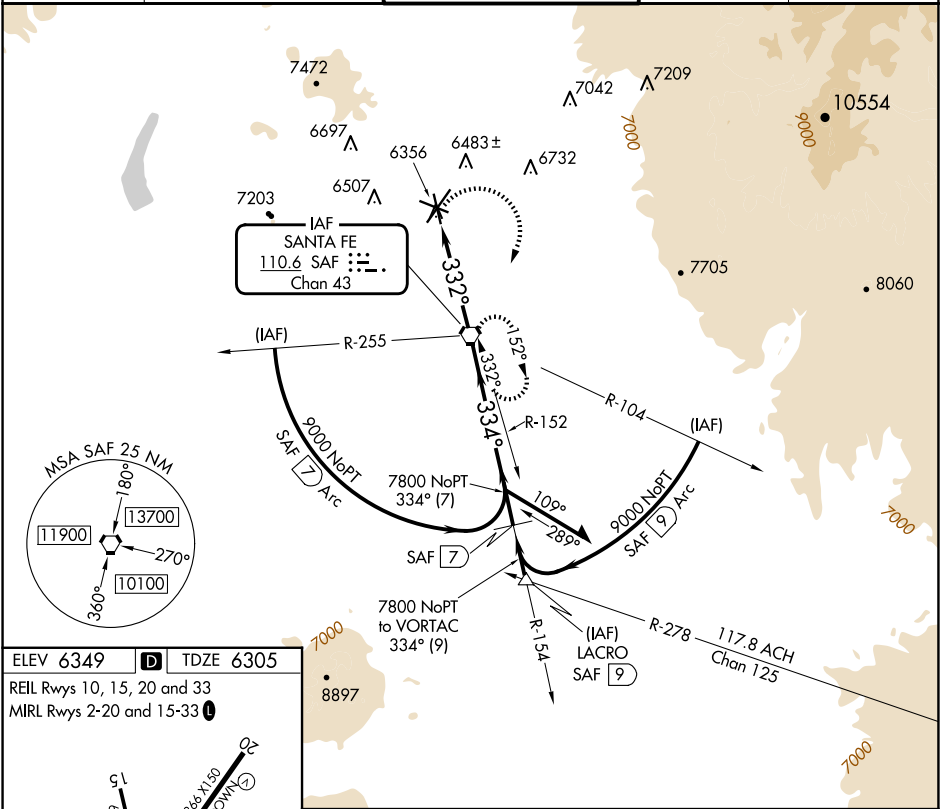 7472
7042
7209
10554
7000
9000
6697
6356
6483 ±
6732
6507
7203
IAF
SANTA FE
110.6 SAF
Chan 43
332°
7705
8060
(IAF)
R-255
152°
332°
R-104
(IAF)
334°
R-152
9000 NoPT
SAF 7 Arc
7800 NoPT
334° (7)
109°
289°
9000 NoPT
SAF 9 Arc
7000
MSA SAF 25 NM
180°
13700
11900
270°
10100
360°
SAF 7
7800 NoPT
to VORTAC
334° (9)
R-154
(IAF)
LACRO
SAF 9
R-278
117.8 ACH
Chan 125
7000
8897
7000
ELEV 6349 D TDZE 6305
REIL Rwys 10, 15, 20 and 33
MIRL Rwys 2-20 and 15-33 L
15
20
66 X150